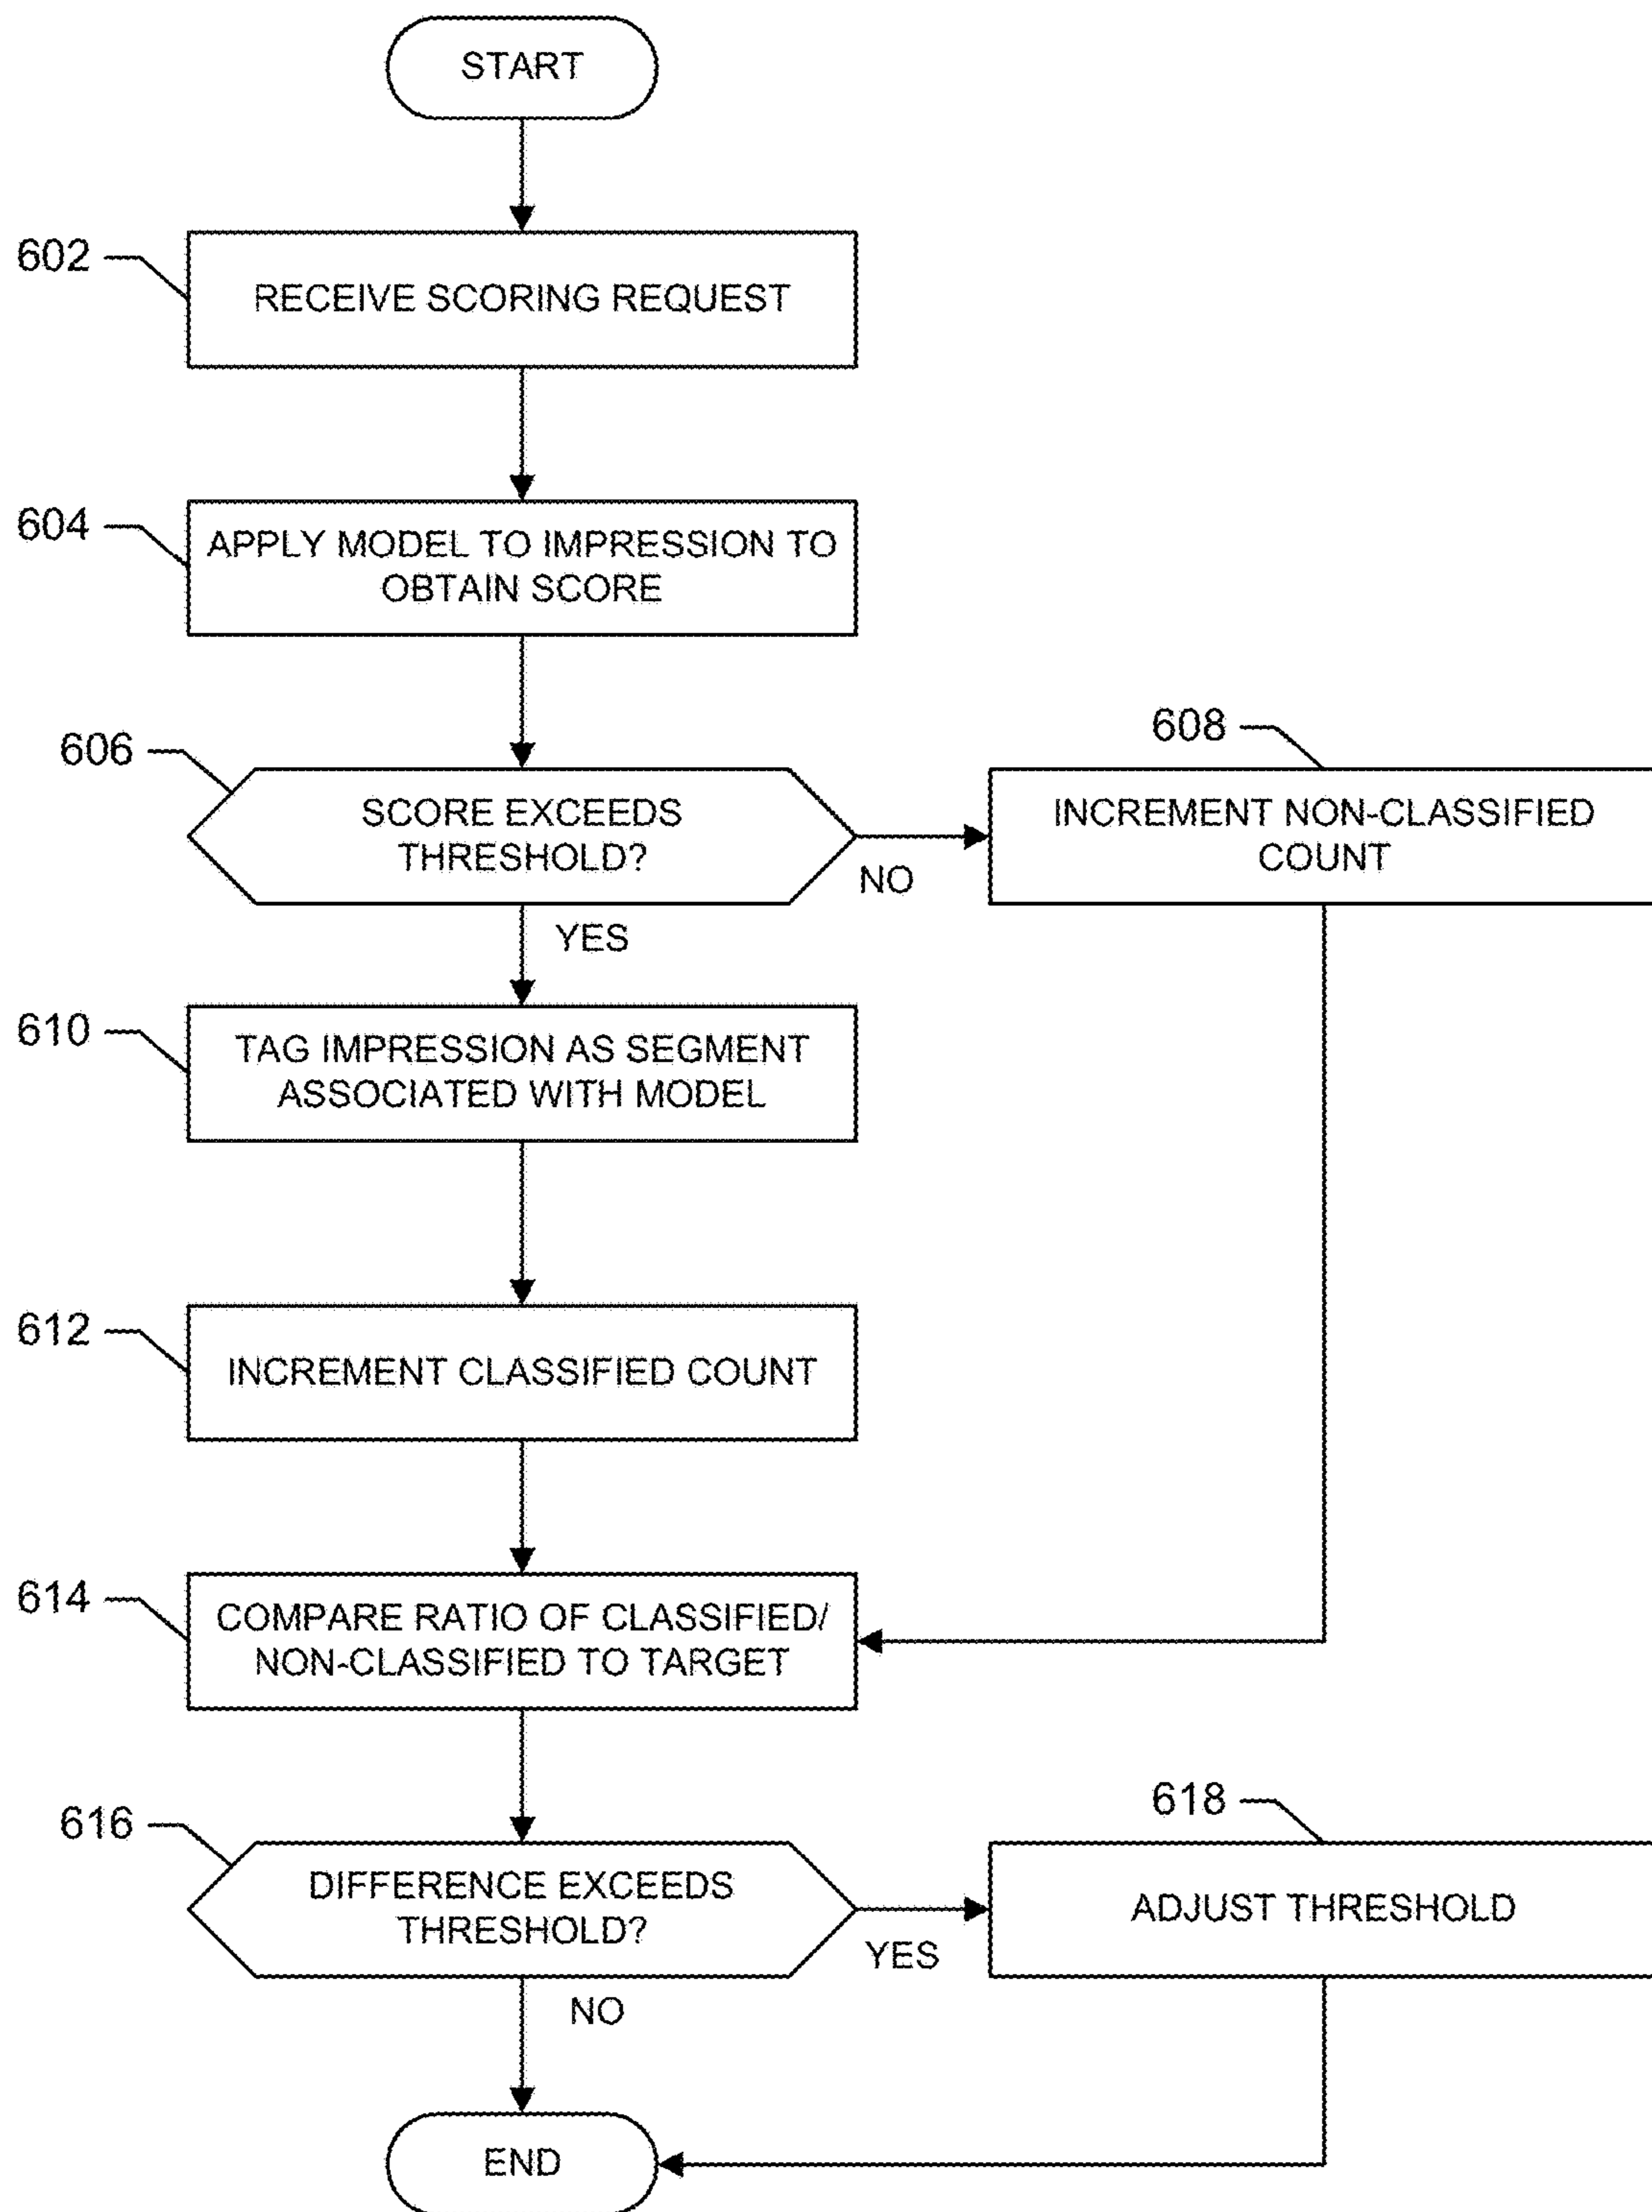 START
602
RECEIVE SCORING REQUEST
604
APPLY MODEL TO IMPRESSION TO
OBTAIN SCORE
606
SCORE EXCEEDS
THRESHOLD?
NO
608
INCREMENT NON-CLASSIFIED
COUNT
YES
610
TAG IMPRESSION AS SEGMENT
ASSOCIATED WITH MODEL
612
INCREMENT CLASSIFIED COUNT
614
COMPARE RATIO OF CLASSIFIED/
NON-CLASSIFIED TO TARGET
616
DIFFERENCE EXCEEDS
THRESHOLD?
YES
618
ADJUST THRESHOLD
NO
END